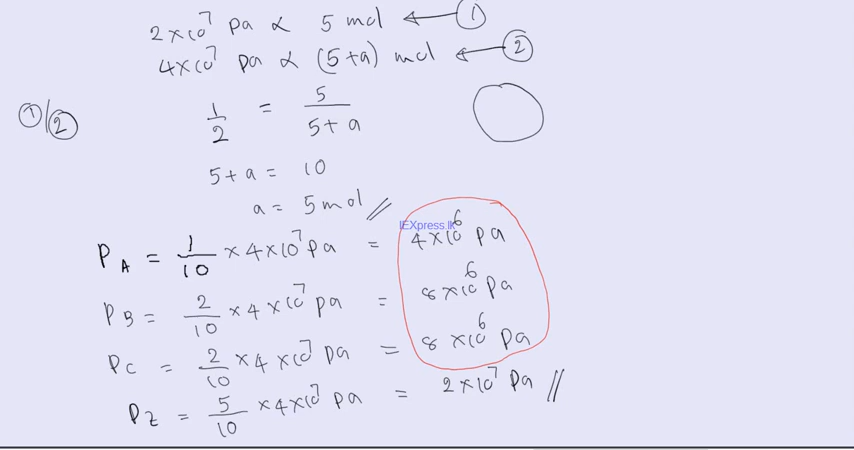 2×10⁷ Pa ∝ 5 mol ← ①
4×10⁷ Pa ∝ (5+a) mol ← ②
①/② 1/2 = 5/(5+a)
5+a = 10
a = 5 mol //
IEXpress.lk
P_A = 1/10 × 4×10⁷ Pa = 4×10⁶ Pa
P_B = 2/10 × 4×10⁷ Pa = 8×10⁶ Pa
P_C = 2/10 × 4×10⁷ Pa = 8×10⁶ Pa
P_Z = 5/10 × 4×10⁷ Pa = 2×10⁷ Pa //